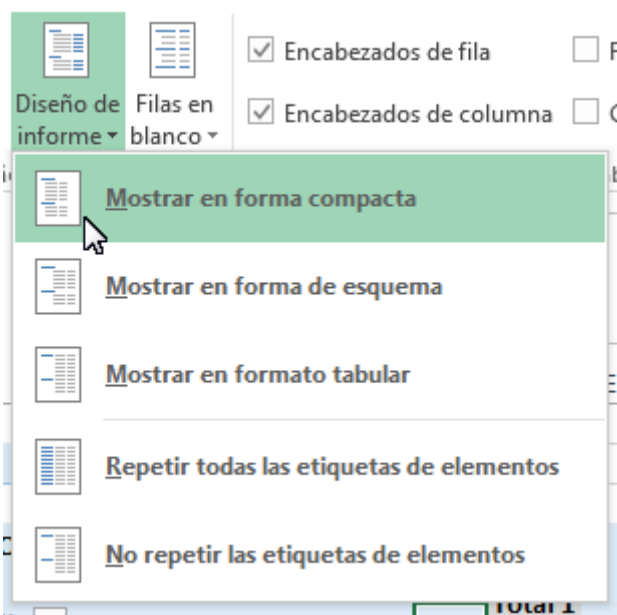 Encabezados de fila
Diseño de informe
Filas en blanco
Encabezados de columna
Mostrar en forma compacta
Mostrar en forma de esquema
Mostrar en formato tabular
Repetir todas las etiquetas de elementos
No repetir las etiquetas de elementos
Total 1